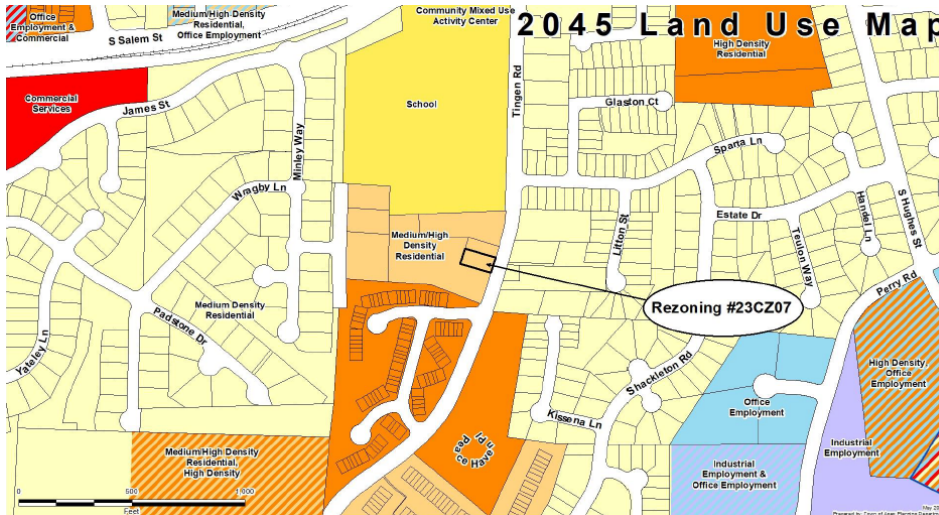 2045 Land Use Map
Office
Employment &
Commercial
Medium/High Density
Residential,
Office Employment
S Salem St
Community Mixed Use
Activity Center
High Density
Residential
Commercial
Services
James St
School
Tingen Rd
Glaston Ct
Minley Way
Wragby Ln
Sparta Ln
Estate Dr
Litton St
Teulon Way
Handel Ln
S Hughes St
Perry Rd
Medium/High
Density
Residential
Rezoning #23CZ07
Medium Density
Residential
Yateley Ln
Padstone Dr
Shackleton Rd
Kissena Ln
Peace Haven Pl
Office
Employment
High Density,
Office
Employment
Medium/High Density
Residential,
High Density
Industrial
Employment &
Office Employment
Industrial
Employment
0 500 1,000
Feet